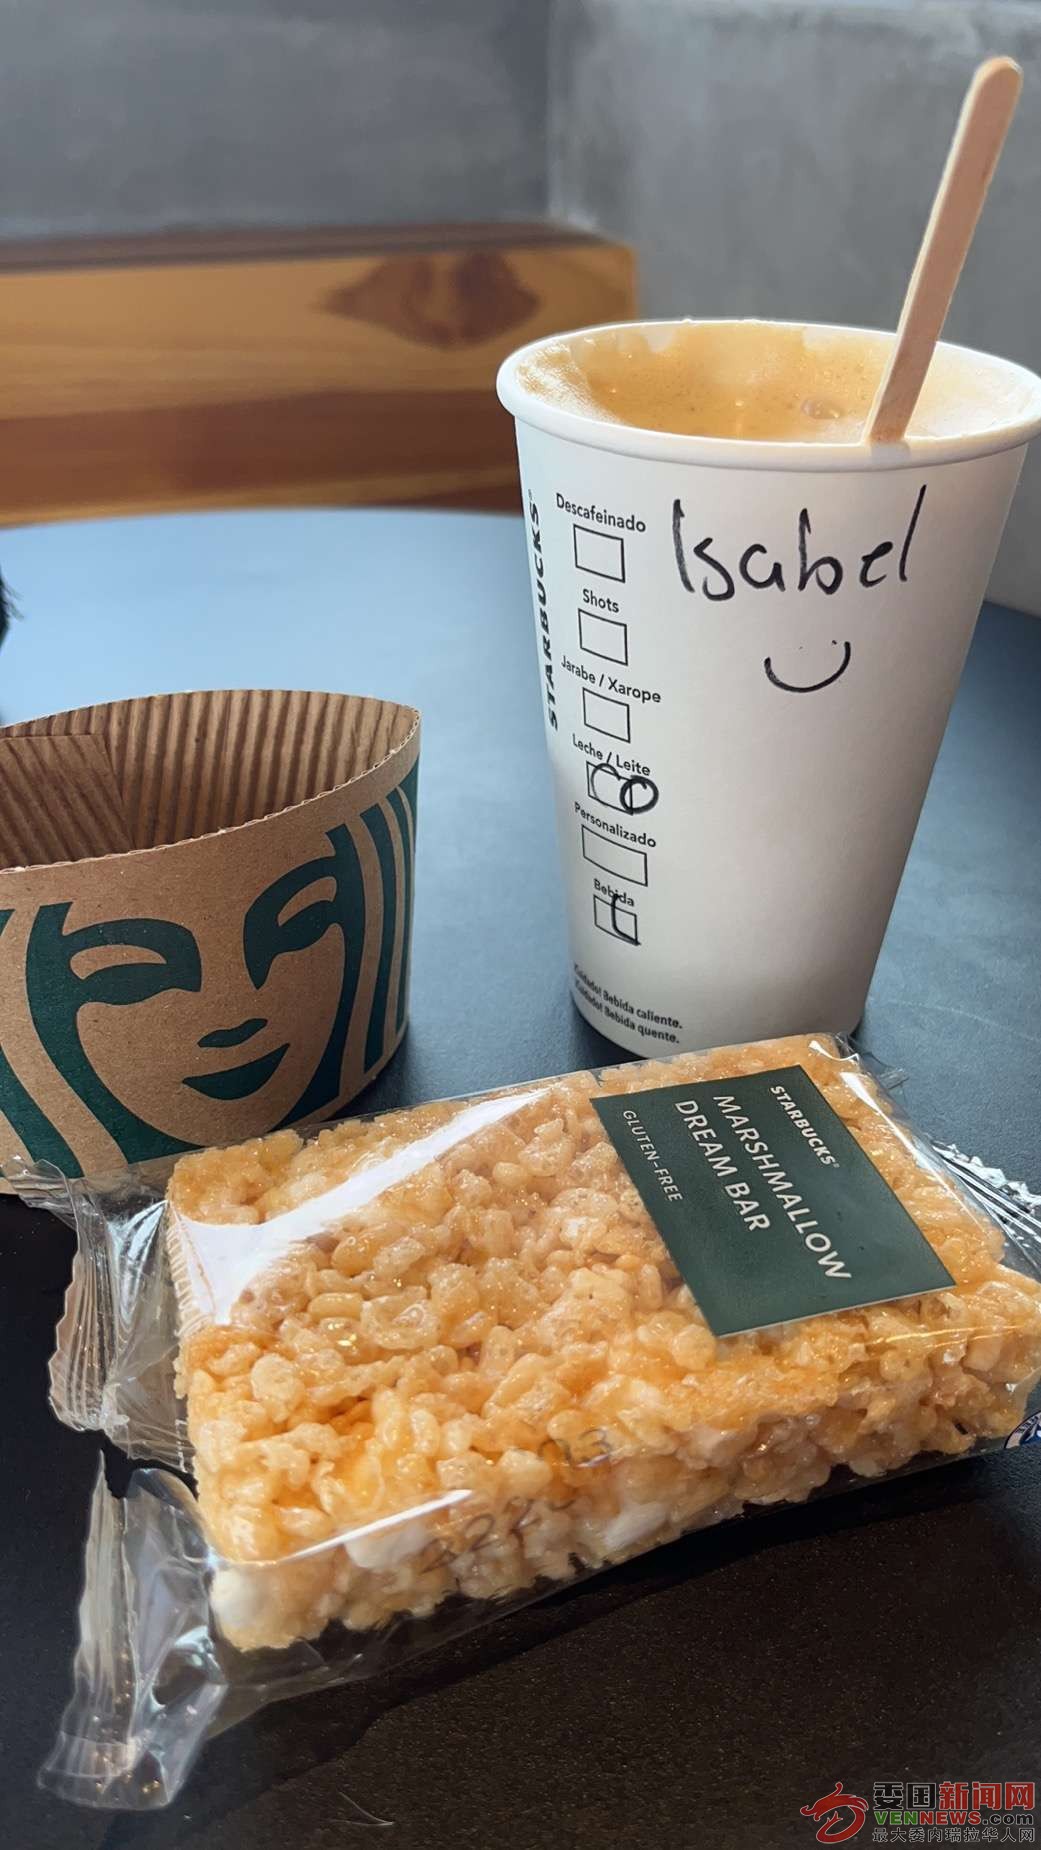 STARBUCKS®
Isabel
Descafeinado
Shots
Jarabe / Xarope
Leche / Leite
CO
Personalizado
Bebida
L
¡Cuidado! Bebida caliente.
Cuidado! Bebida quente.
STARBUCKS®
MARSHMALLOW
DREAM BAR
GLUTEN-FREE
委国新闻网
VENNEWS.com
最大委内瑞拉华人网